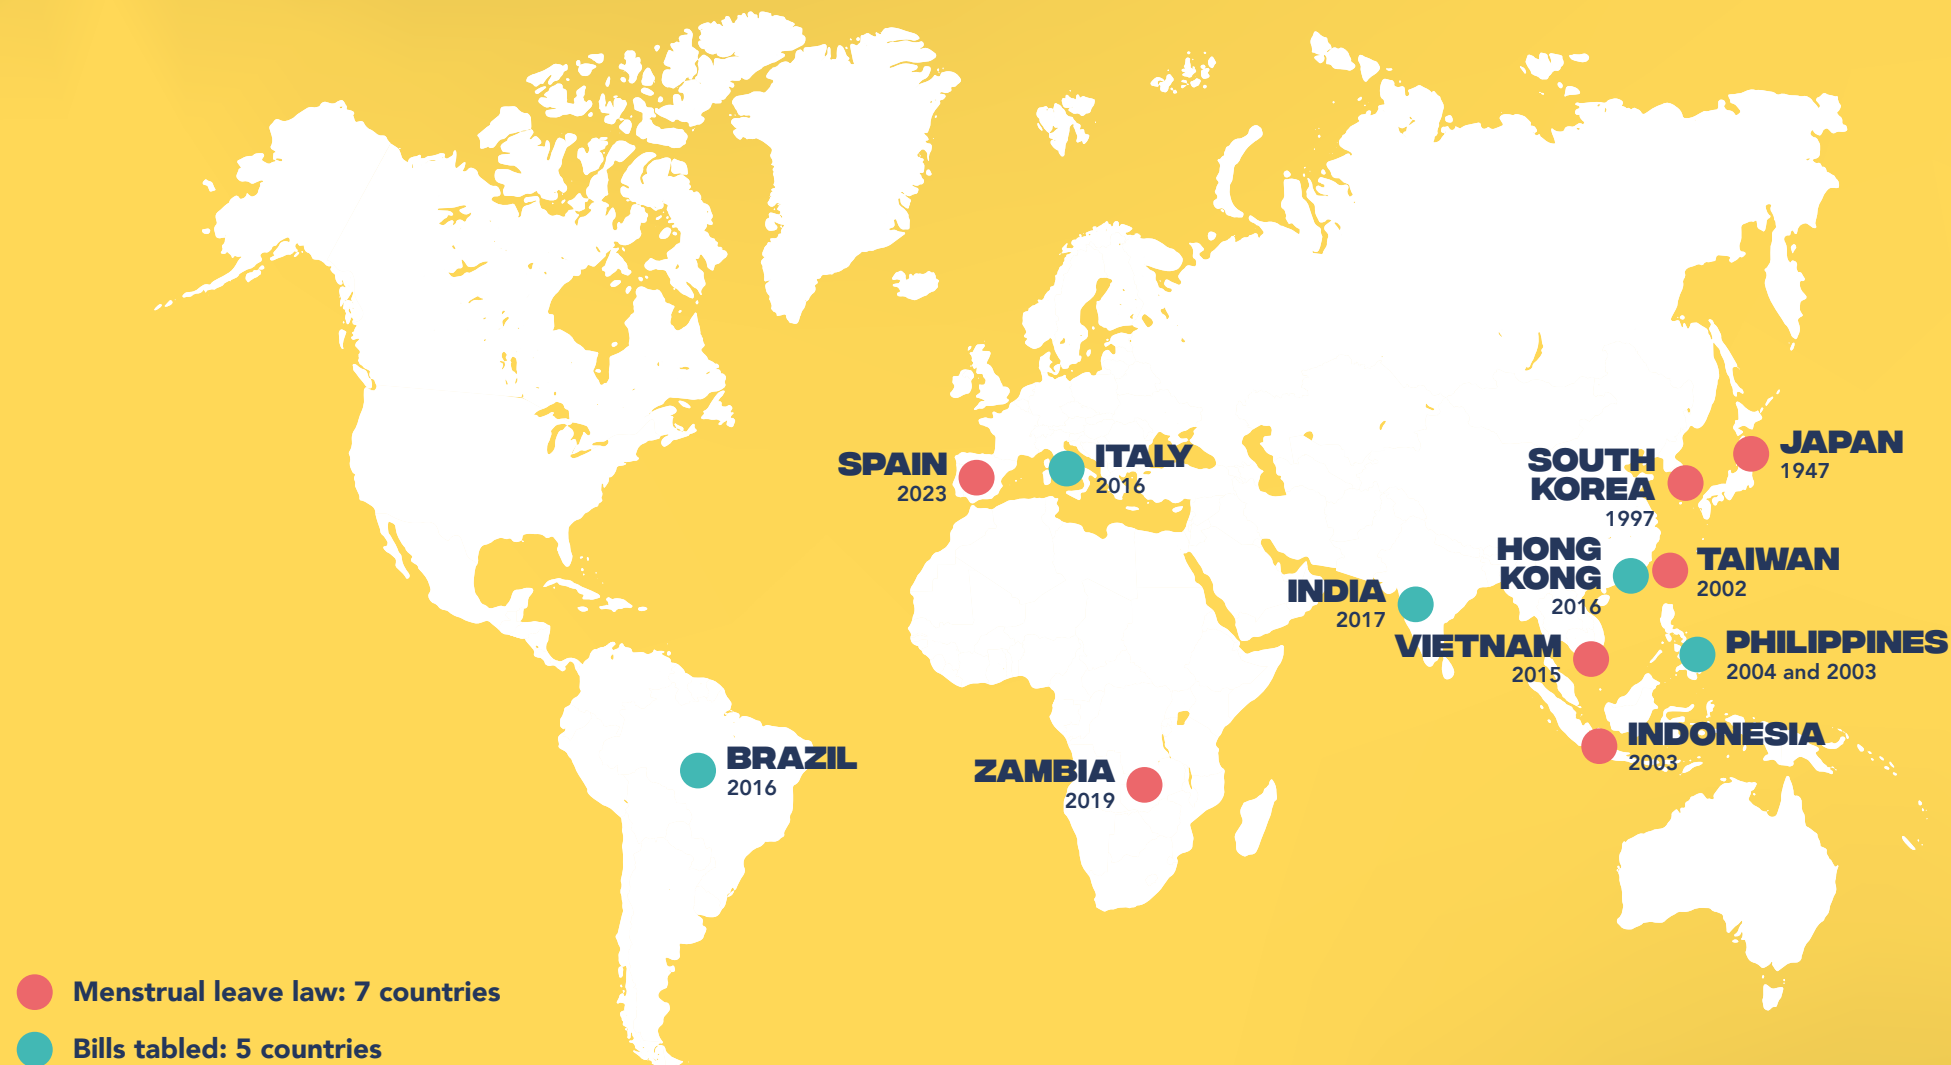 SPAIN
2023
ITALY
2016
JAPAN
1947
SOUTH
KOREA
1997
HONG
KONG
2016
TAIWAN
2002
INDIA
2017
VIETNAM
2015
PHILIPPINES
2004 and 2003
INDONESIA
2003
BRAZIL
2016
ZAMBIA
2019
Menstrual leave law: 7 countries
Bills tabled: 5 countries